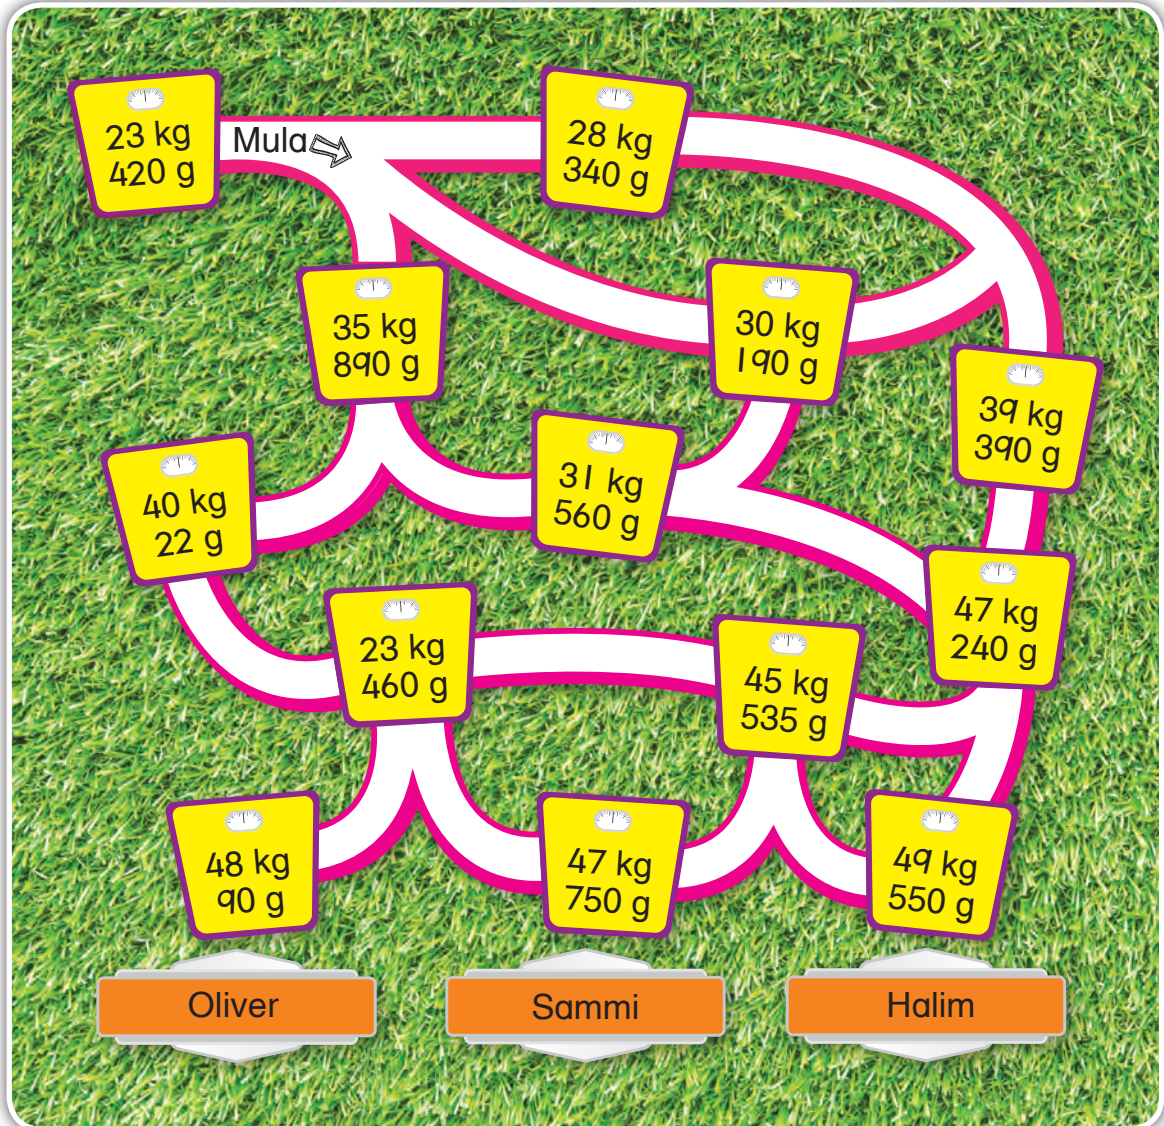 23 kg
420 g
Mula
28 kg
340 g
35 kg
890 g
30 kg
190 g
39 kg
390 g
40 kg
22 g
31 kg
560 g
47 kg
240 g
23 kg
460 g
45 kg
535 g
48 kg
90 g
47 kg
750 g
49 kg
550 g
Oliver
Sammi
Halim